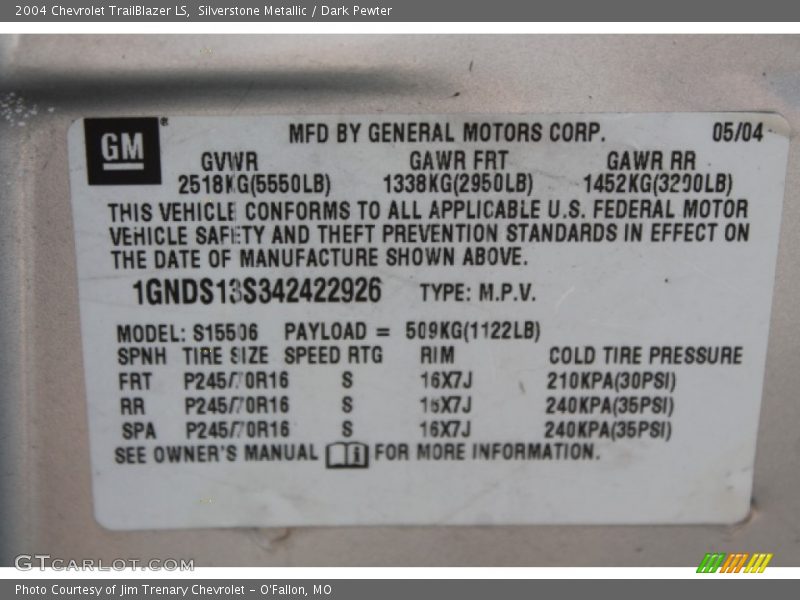 2004 Chevrolet TrailBlazer LS, Silverstone Metallic / Dark Pewter
GM ® MFD BY GENERAL MOTORS CORP. 05/04
GVWR GAWR FRT GAWR RR
2518KG(5550LB) 1338KG(2950LB) 1452KG(3200LB)
THIS VEHICLE CONFORMS TO ALL APPLICABLE U.S. FEDERAL MOTOR
VEHICLE SAFETY AND THEFT PREVENTION STANDARDS IN EFFECT ON
THE DATE OF MANUFACTURE SHOWN ABOVE.
1GNDS13S342422926 TYPE: M.P.V.
MODEL: S15506 PAYLOAD = 509KG(1122LB)
SPNH TIRE SIZE SPEED RTG RIM COLD TIRE PRESSURE
FRT P245/70R16 S 16X7J 210KPA(30PSI)
RR P245/70R16 S 16X7J 240KPA(35PSI)
SPA P245/70R16 S 16X7J 240KPA(35PSI)
SEE OWNER'S MANUAL FOR MORE INFORMATION.
GTCARLOT.COM
Photo Courtesy of Jim Trenary Chevrolet - O'Fallon, MO